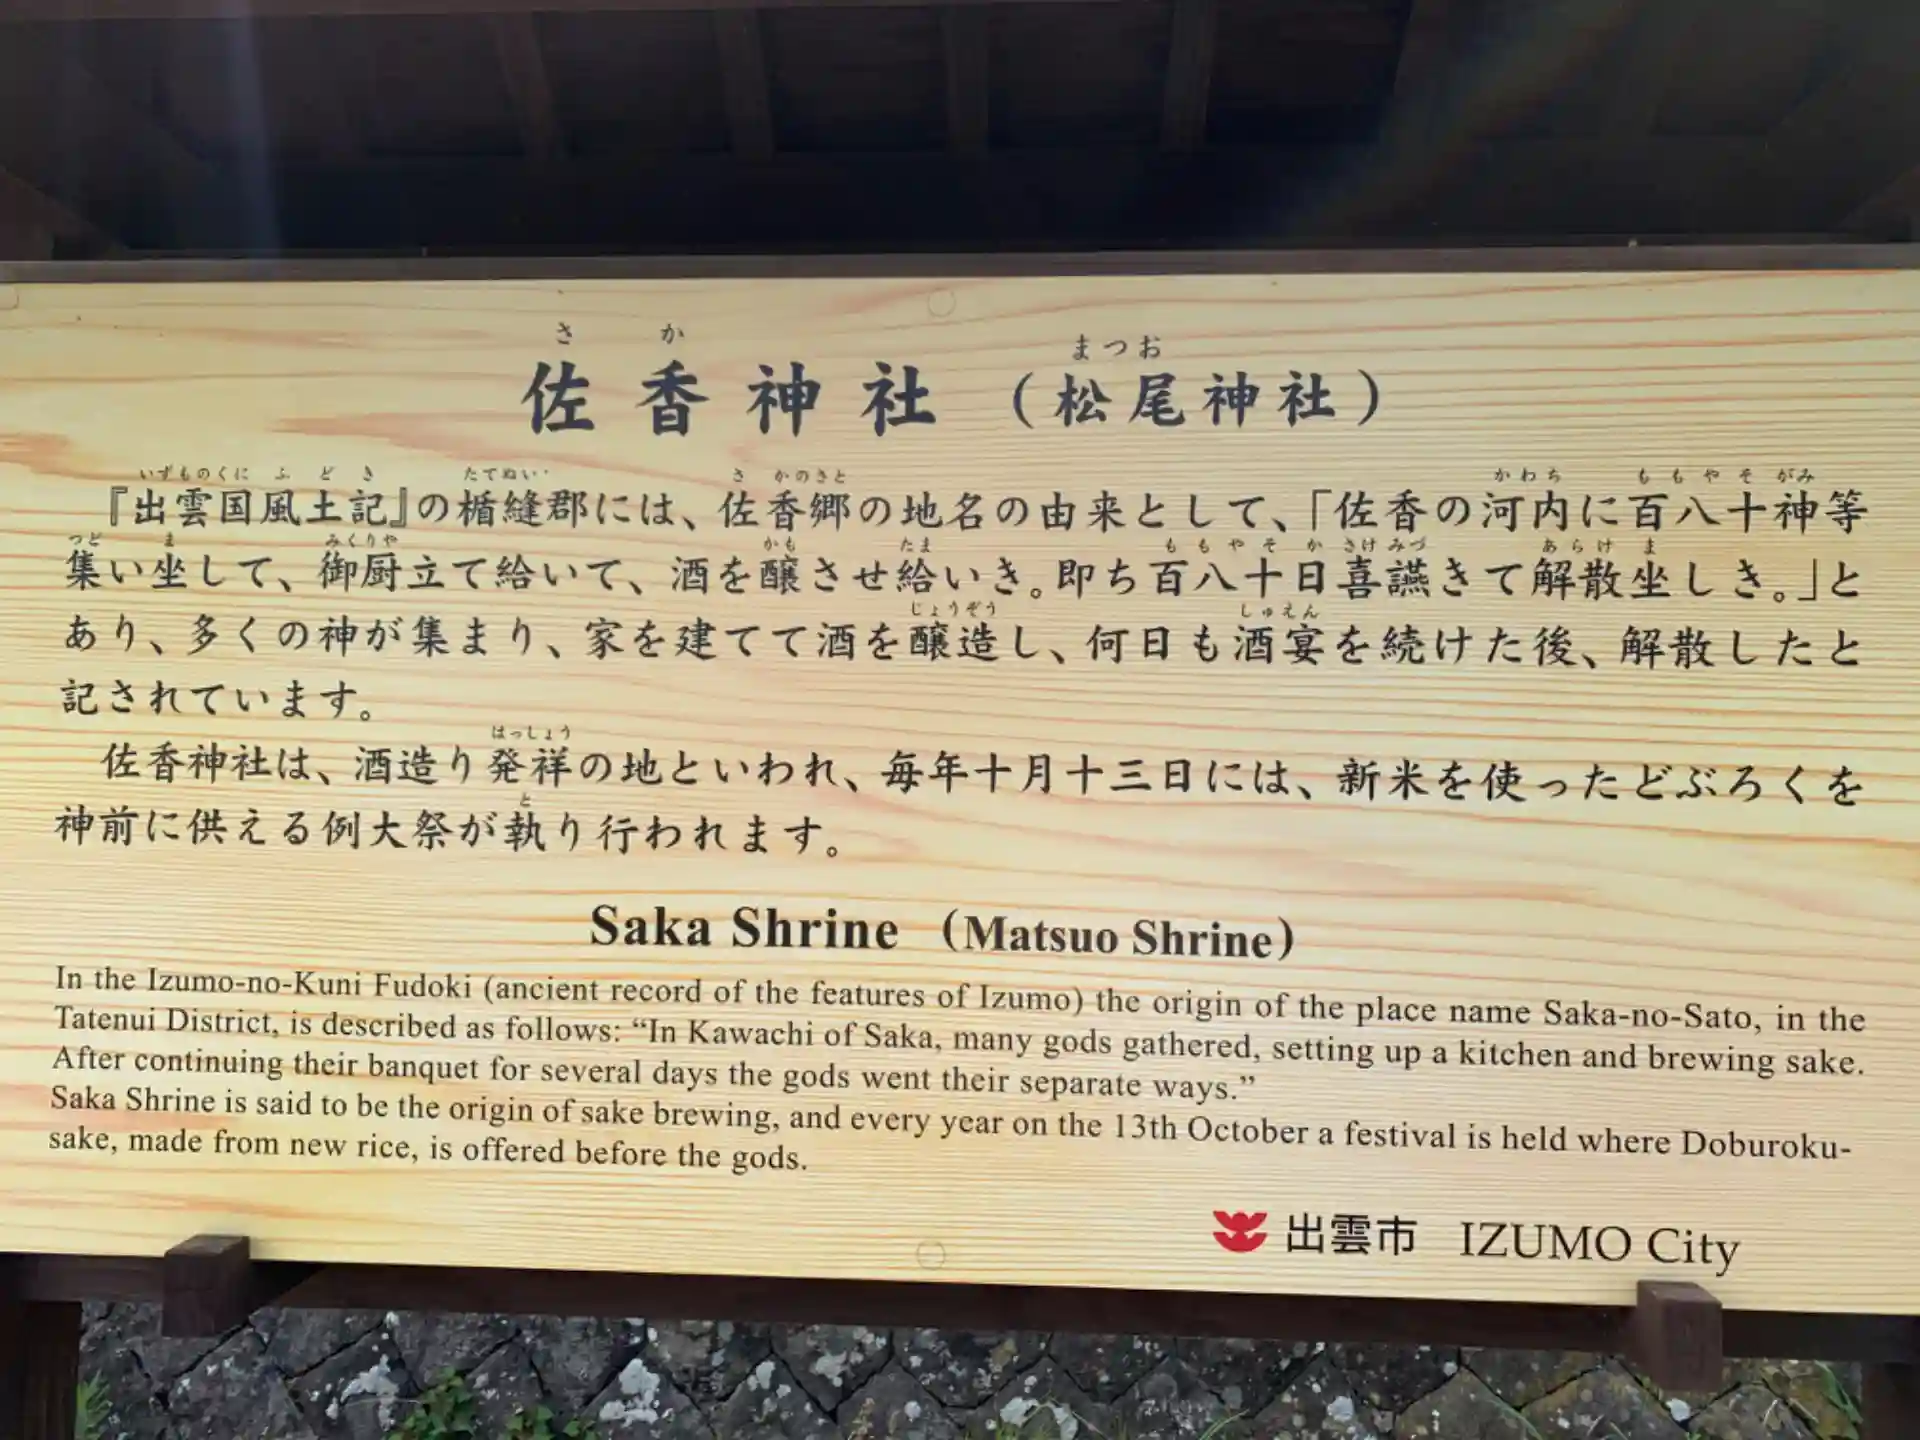 佐香神社（松尾神社）
『出雲国風土記』の楯縫郡には、佐香郷の地名の由来として、「佐香の河内に百八十神等
集い坐して、御厨立て給いて、酒を醸させ給いき。即ち百八十日喜讌きて解散坐しき。」と
あり、多くの神が集まり、家を建てて酒を醸造し、何日も酒宴を続けた後、解散したと
記されています。
佐香神社は、酒造り発祥の地といわれ、毎年十月十三日には、新米を使ったどぶろくを
神前に供える例大祭が執り行われます。
Saka Shrine （Matsuo Shrine）
In the Izumo-no-Kuni Fudoki (ancient record of the features of Izumo) the origin of the place name Saka-no-Sato, in the
Tatenui District, is described as follows: “In Kawachi of Saka, many gods gathered, setting up a kitchen and brewing sake.
After continuing their banquet for several days the gods went their separate ways.”
Saka Shrine is said to be the origin of sake brewing, and every year on the 13th October a festival is held where Doburoku-
sake, made from new rice, is offered before the gods.
出雲市 IZUMO City